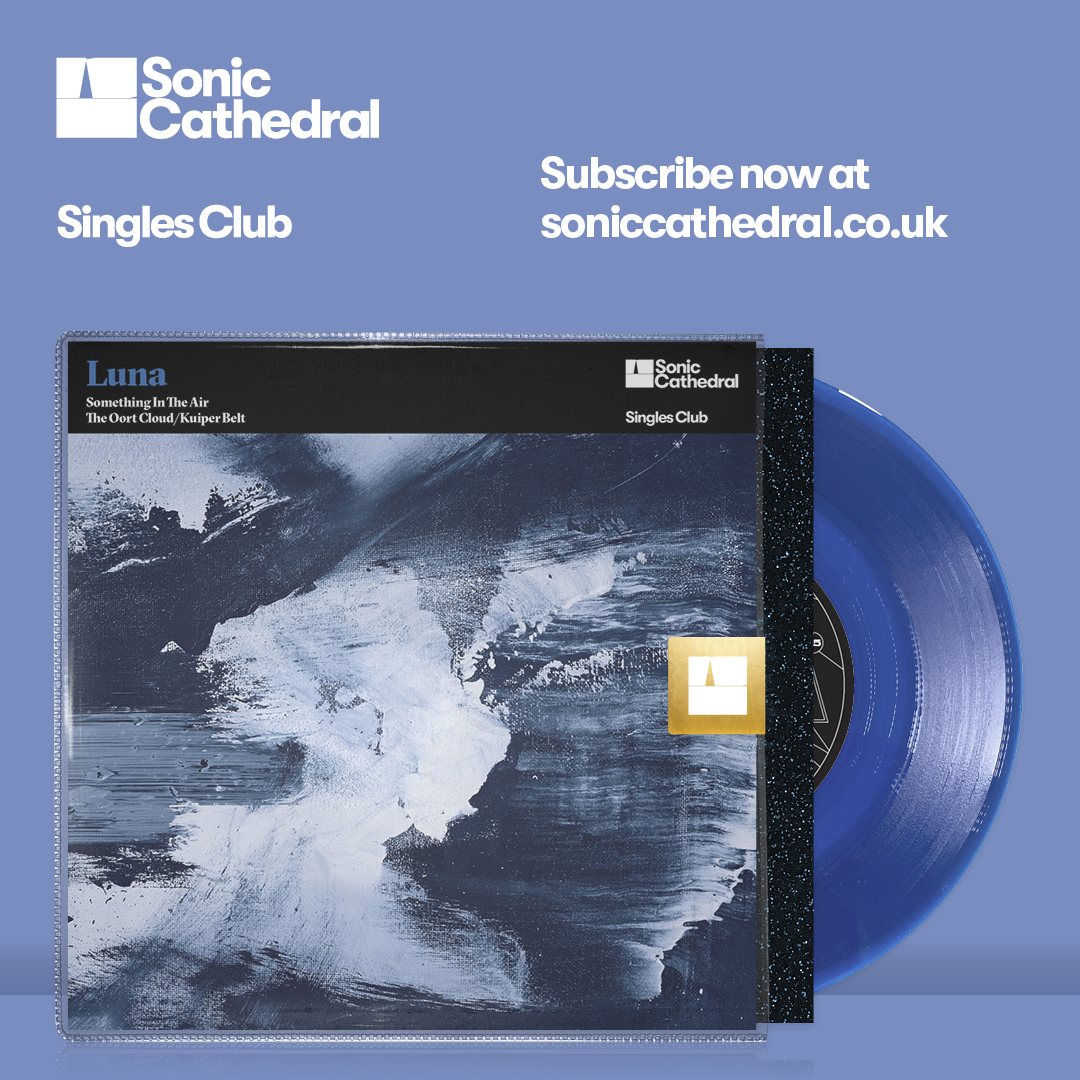 Sonic
Cathedral
Singles Club
Subscribe now at
soniccathedral.co.uk
Luna
Something In The Air
The Oort Cloud/Kuiper Belt
Sonic
Cathedral
Singles Club